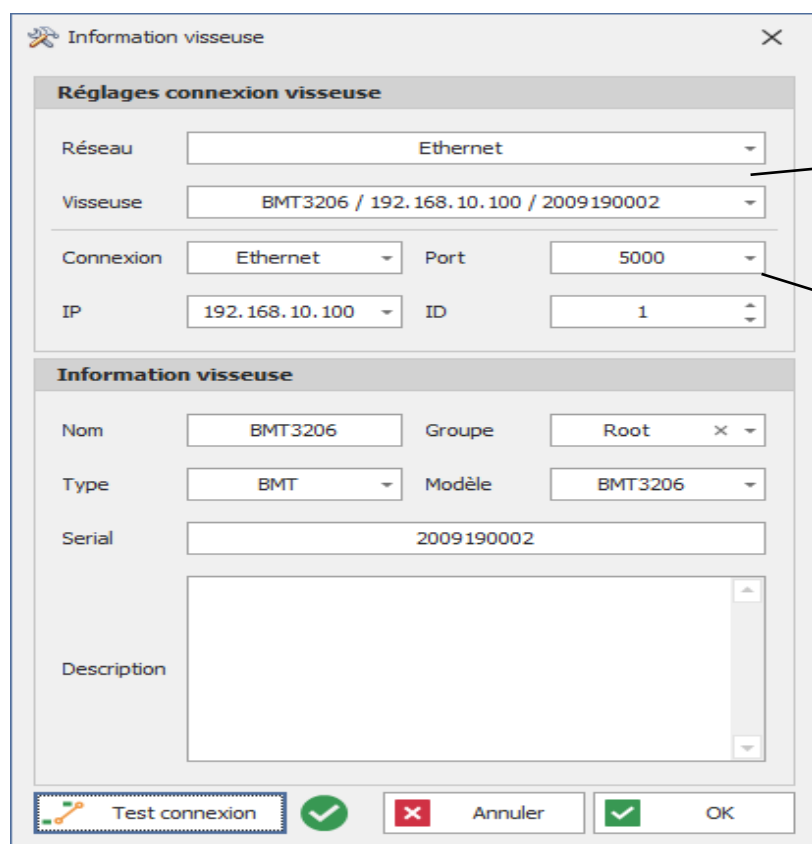 Information visseuse
Réglages connexion visseuse
Réseau Ethernet
Visseuse BMT3206 / 192.168.10.100 / 2009190002
Connexion Ethernet Port 5000
IP 192.168.10.100 ID 1
Information visseuse
Nom BMT3206 Groupe Root
Type BMT Modèle BMT3206
Serial 2009190002
Description
Test connexion Annuler OK